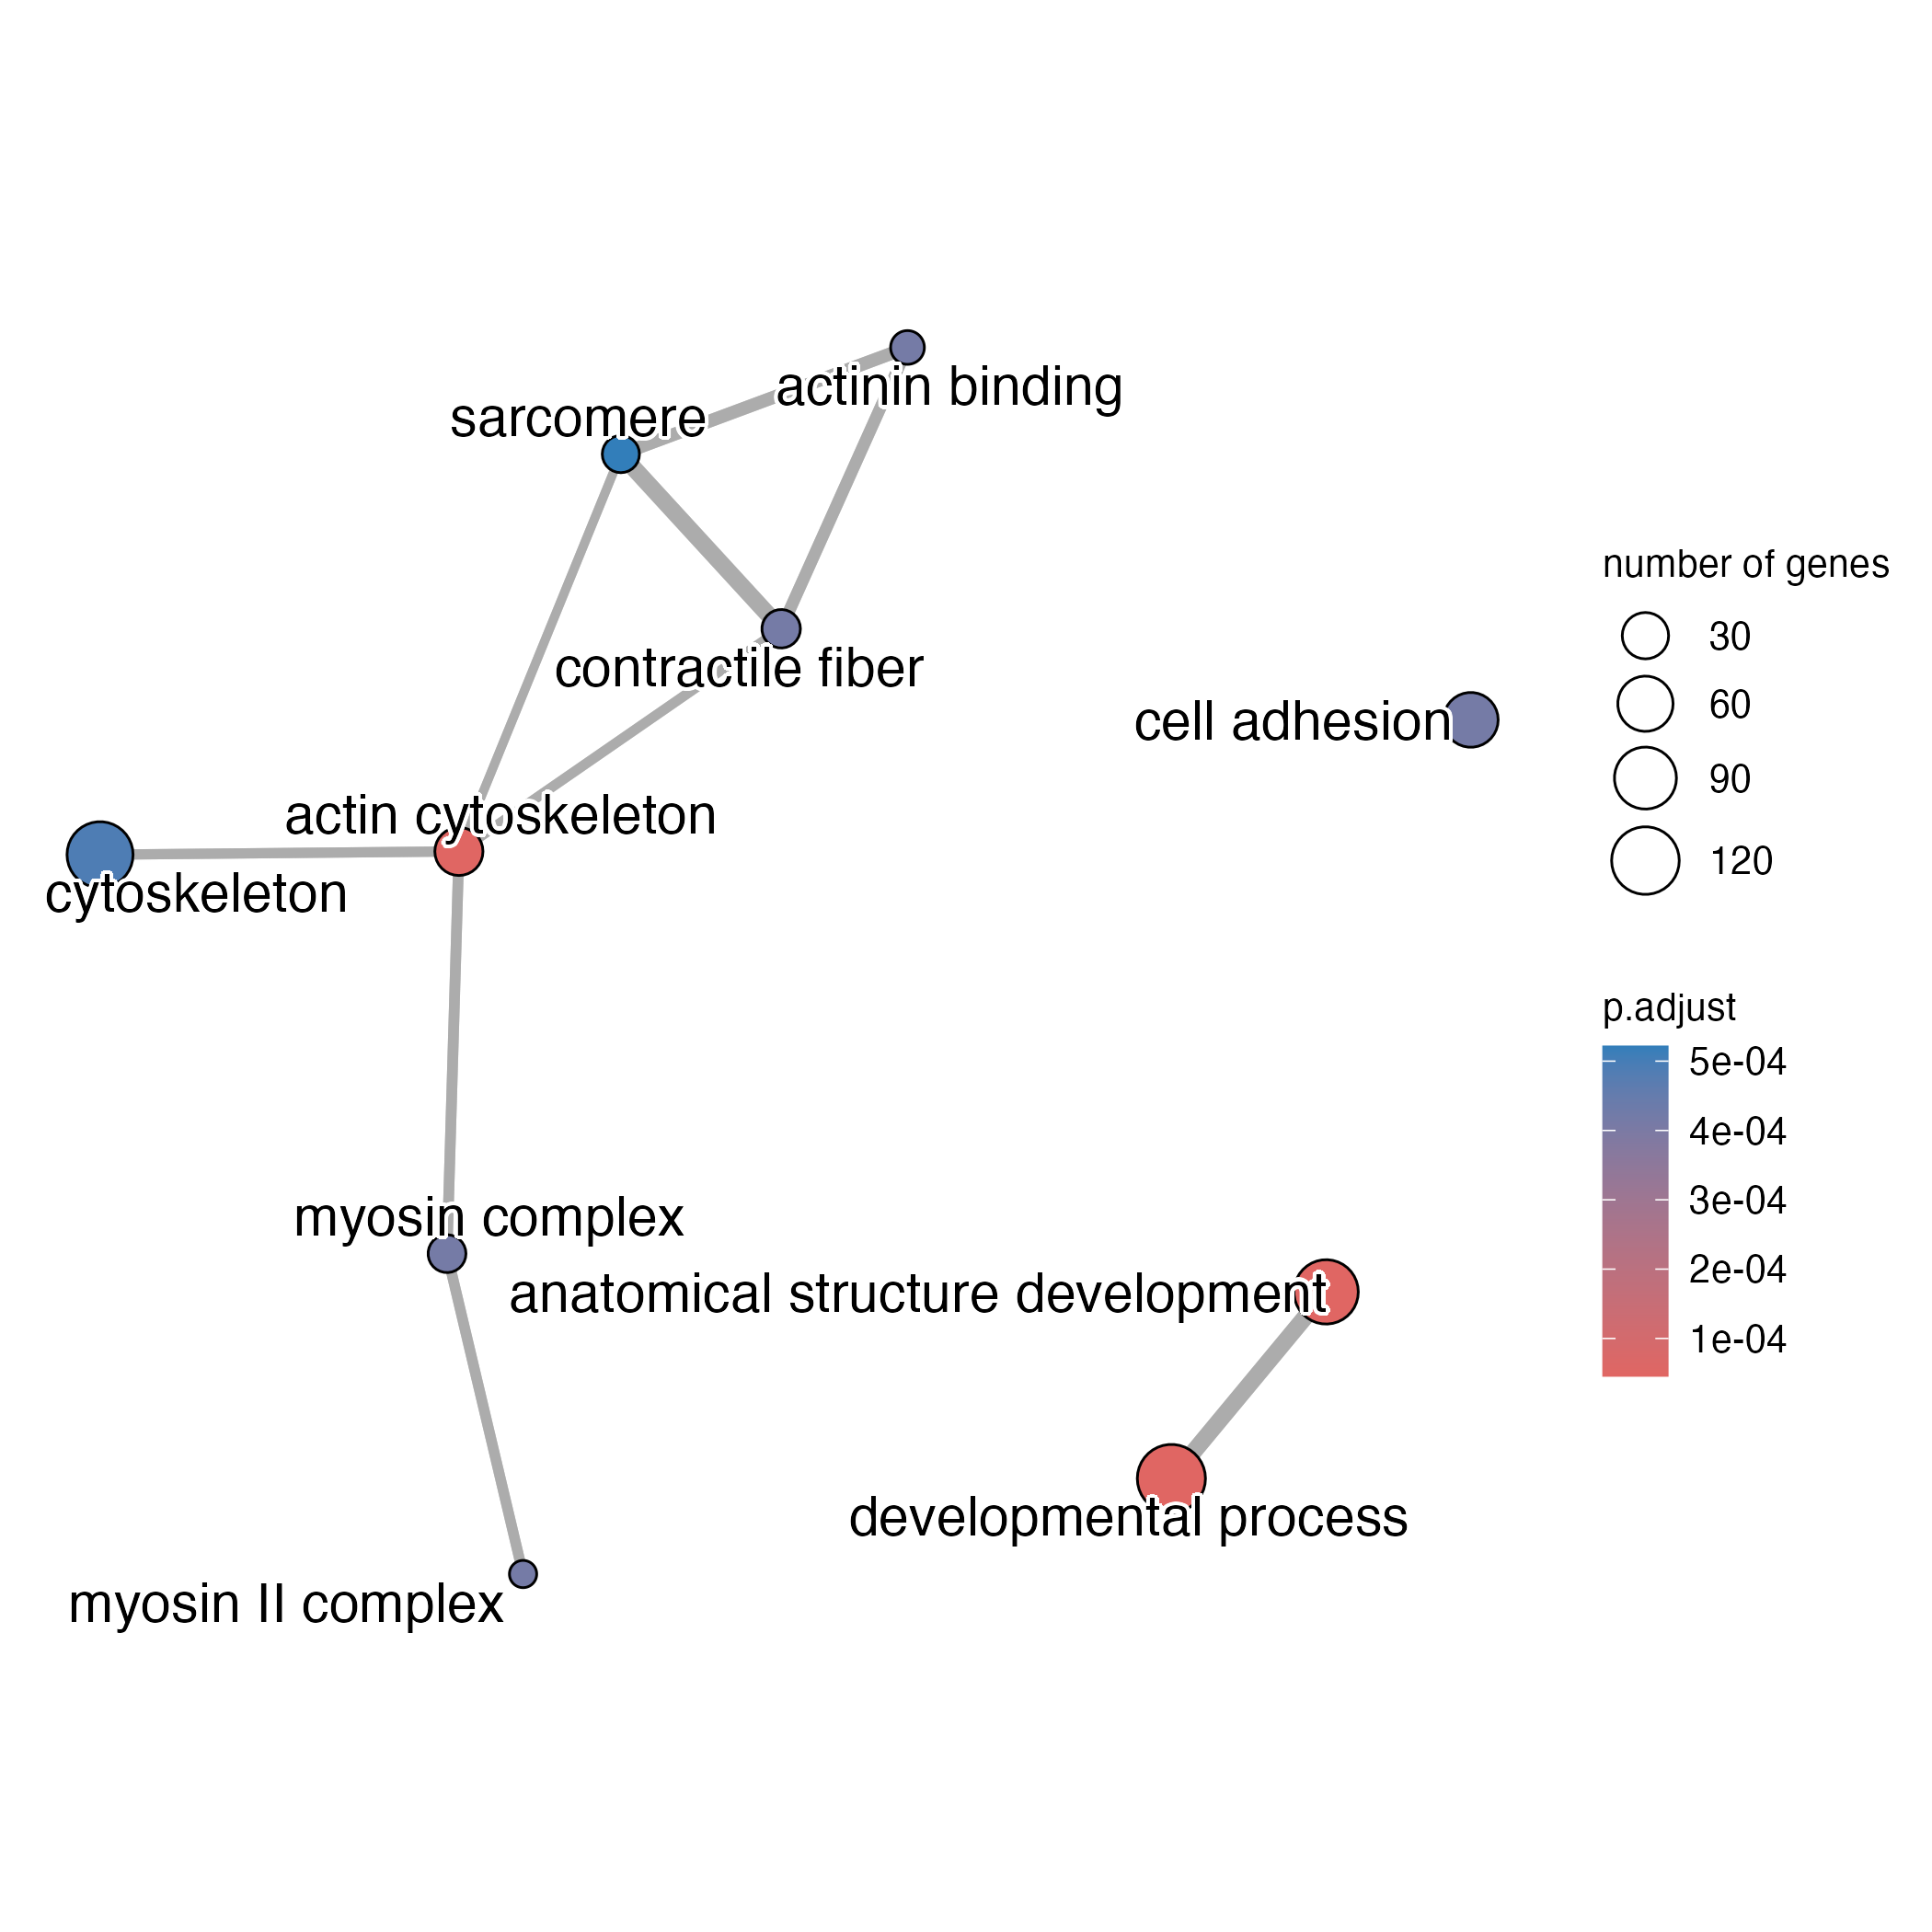 actinin binding
sarcomere
contractile fiber
cell adhesion
actin cytoskeleton
cytoskeleton
myosin complex
anatomical structure development
developmental process
myosin II complex
number of genes
30
60
90
120
p.adjust
5e-04
4e-04
3e-04
2e-04
1e-04